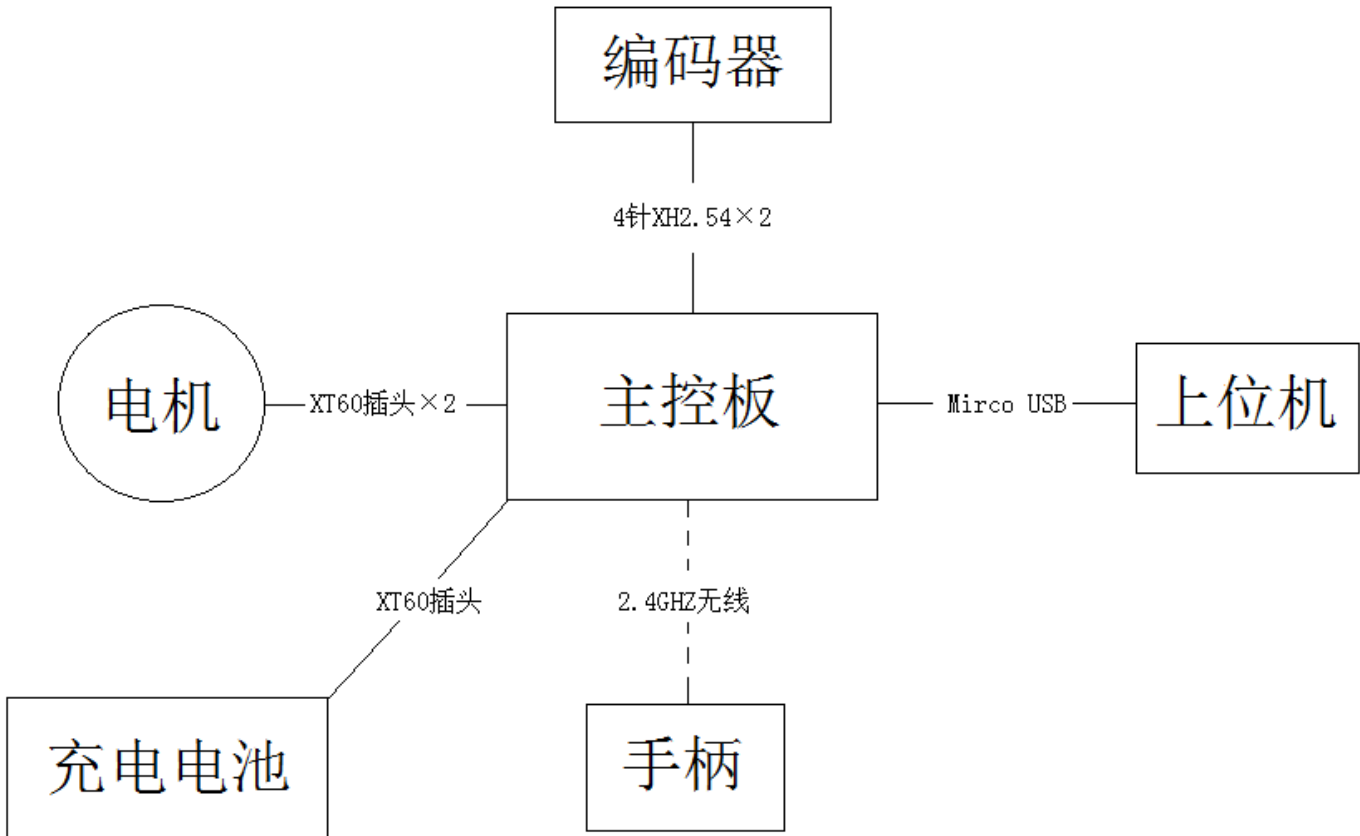 编码器
4针XH2.54×2
电机
XT60插头×2
主控板
Mirco USB
上位机
XT60插头
2.4GHZ无线
充电电池
手柄